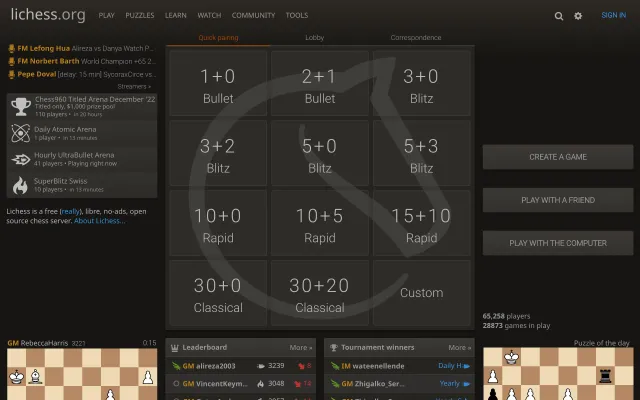 lichess.org PLAY PUZZLES LEARN WATCH COMMUNITY TOOLS SIGN IN
FM Lefong Hua Alireza vs Danya Watch P...
FM Norbert Barth World Champion +65 2...
Pepe Doval [delay: 15 min] SycoraxCirce vs...
Streamers »
Chess960 Titled Arena December '22
Titled only, $1,000 prize pool
110 players • in 26 hours
Daily Atomic Arena
1 player • in 13 minutes
Hourly UltraBullet Arena
41 players • Playing right now
SuperBlitz Swiss
10 players • in 13 minutes
Lichess is a free (really), libre, no-ads, open
source chess server. About Lichess...
Quick pairing Lobby Correspondence
1+0 2+1 3+0
Bullet Bullet Blitz
3+2 5+0 5+3
Blitz Blitz Blitz
10+0 10+5 15+10
Rapid Rapid Rapid
30+0 30+20 Custom
Classical Classical
CREATE A GAME
PLAY WITH A FRIEND
PLAY WITH THE COMPUTER
65,258 players
28873 games in play
GM RebeccaHarris 3221 0:15
Leaderboard More »
GM alireza2003 3239 8
GM VincentKeym... 3048 14
Tournament winners More »
IM wateenellende Daily H...
GM Zhigalko_Ser... Yearly
Puzzle of the day